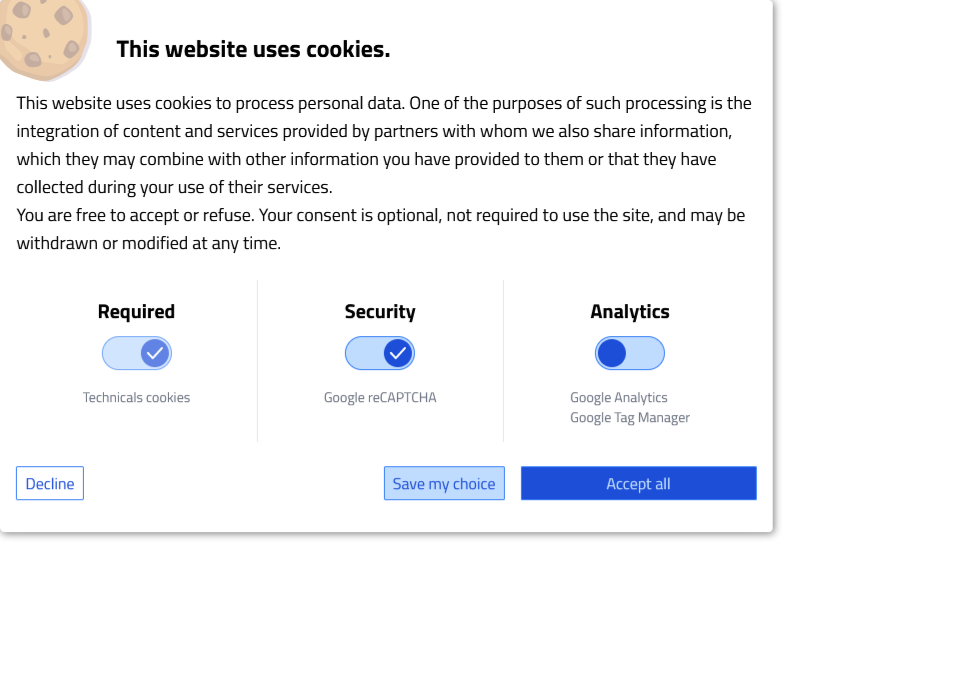 This website uses cookies.
This website uses cookies to process personal data. One of the purposes of such processing is the
integration of content and services provided by partners with whom we also share information,
which they may combine with other information you have provided to them or that they have
collected during your use of their services.
You are free to accept or refuse. Your consent is optional, not required to use the site, and may be
withdrawn or modified at any time.
Required
Technicals cookies
Security
Google reCAPTCHA
Analytics
Google Analytics
Google Tag Manager
Decline
Save my choice
Accept all